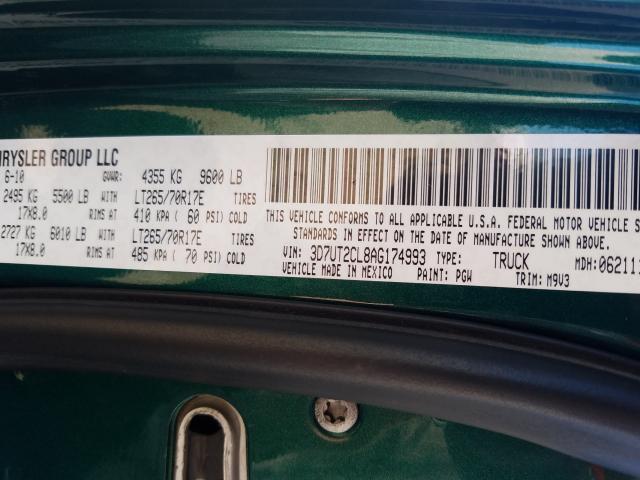 HRYSLER GROUP LLC
6-10 GVWR: 4355 KG 9600 LB
2495 KG 5500 LB WITH LT265/70R17E TIRES
17X8.0 RIMS AT 410 KPA ( 60 PSI) COLD
2727 KG 6010 LB WITH LT265/70R17E TIRES
17X8.0 RIMS AT 485 KPA ( 70 PSI) COLD
THIS VEHICLE CONFORMS TO ALL APPLICABLE U.S.A. FEDERAL MOTOR VEHICLE S
STANDARDS IN EFFECT ON THE DATE OF MANUFACTURE SHOWN ABOVE.
VIN: 3D7UT2CL8AG174993 TYPE: TRUCK MDH: 06211
VEHICLE MADE IN MEXICO PAINT: PGW TRIM: M9V3